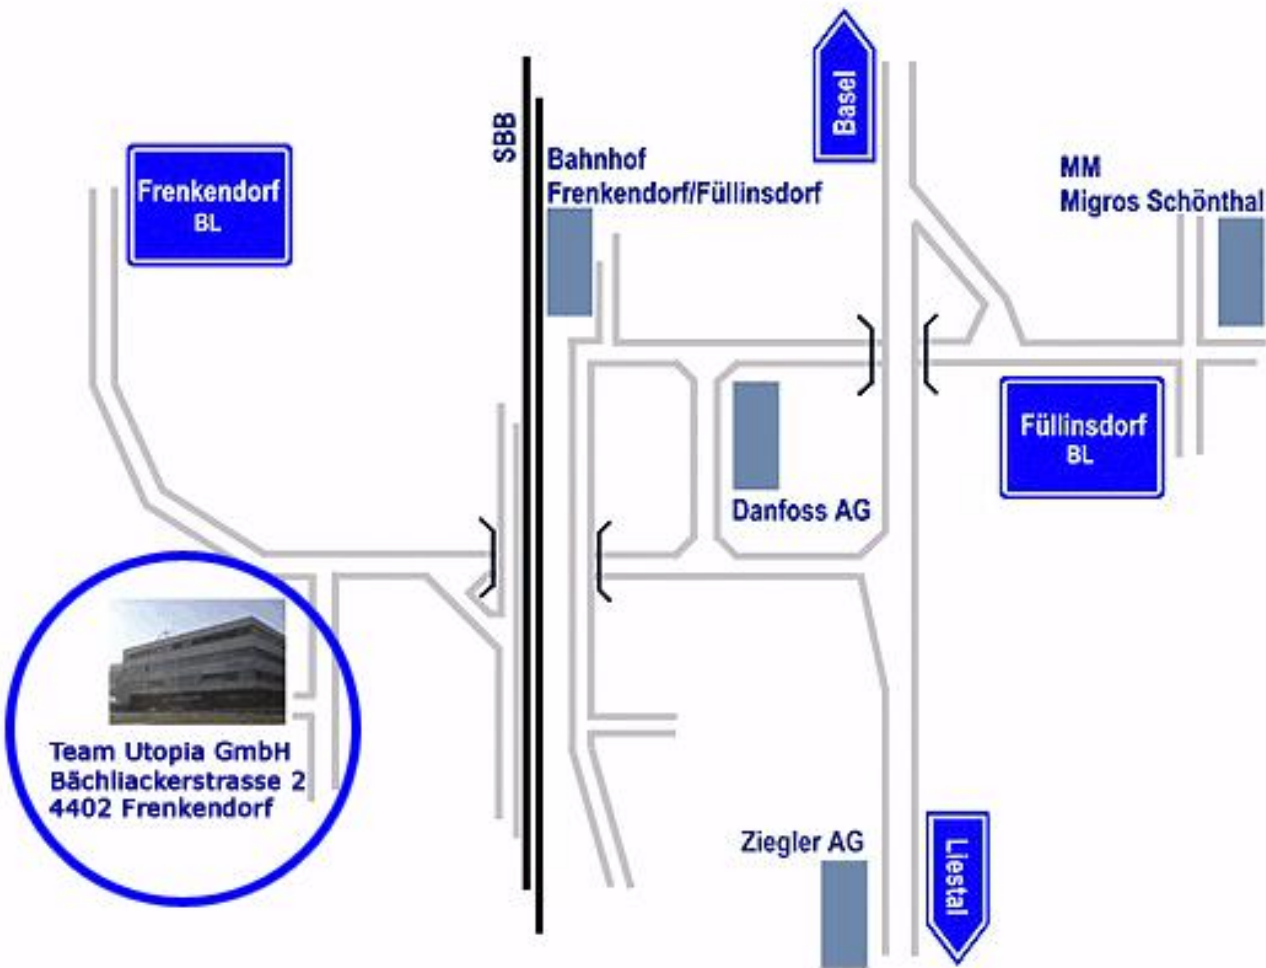 Basel
SBB
Bahnhof
Frenkendorf/Füllinsdorf
MM
Migros Schönthal
Frenkendorf
BL
Füllinsdorf
BL
Danfoss AG
Team Utopia GmbH
Bächliackerstrasse 2
4402 Frenkendorf
Ziegler AG
Liestal